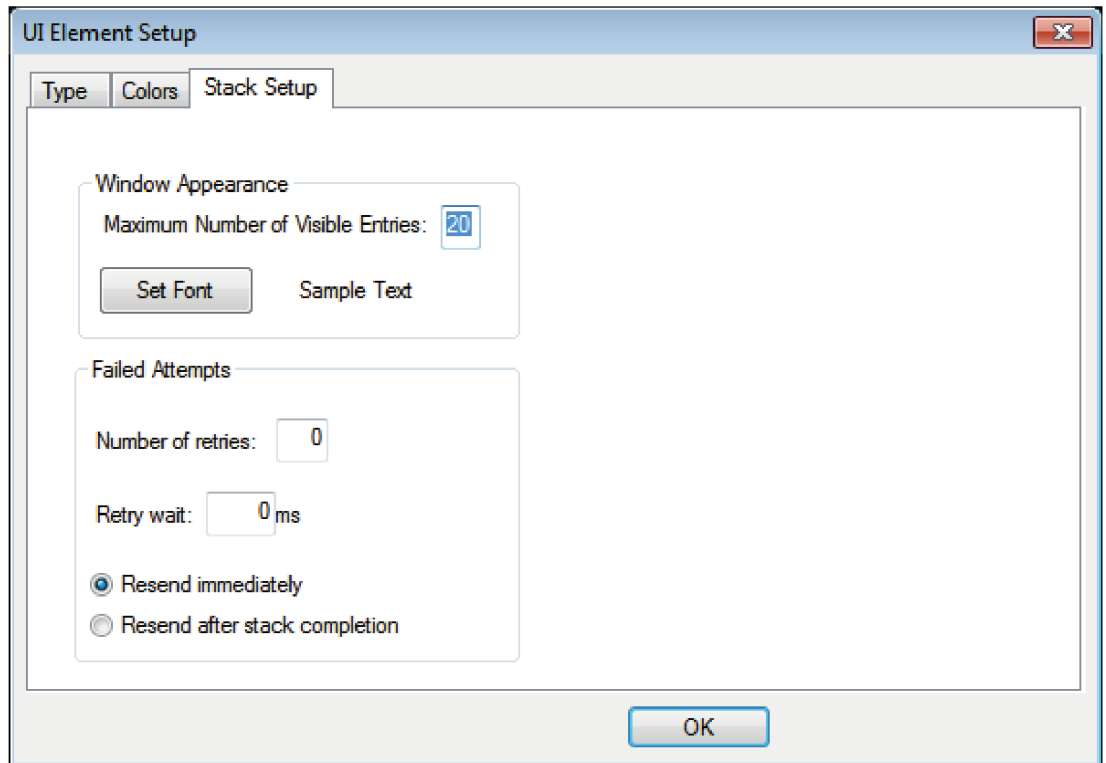 UI Element Setup
Type Colors Stack Setup
Window Appearance
Maximum Number of Visible Entries: 20
Set Font Sample Text
Failed Attempts
Number of retries: 0
Retry wait: 0 ms
Resend immediately
Resend after stack completion
OK